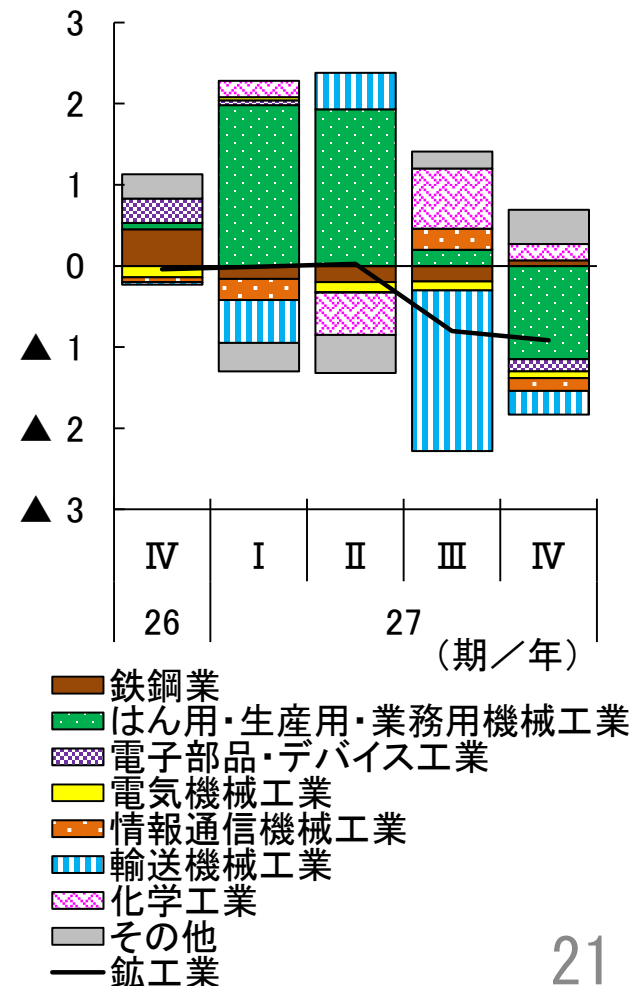 3
2
1
0
▲ 1
▲ 2
▲ 3
Ⅳ Ⅰ Ⅱ Ⅲ Ⅳ
26 27
(期／年)
鉄鋼業
はん用・生産用・業務用機械工業
電子部品・デバイス工業
電気機械工業
情報通信機械工業
輸送機械工業
化学工業
その他
鉱工業
21